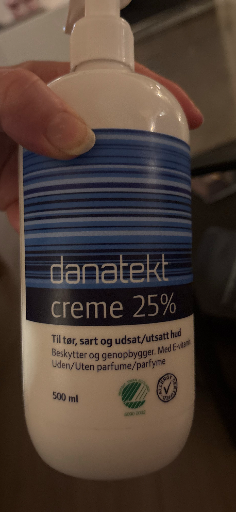 danatekt
creme 25%
Til tør, sart og udsat/utsatt hud
Beskytter og genopbygger. Med E-vitamin
Uden/Uten parfume/parfyme
500 ml